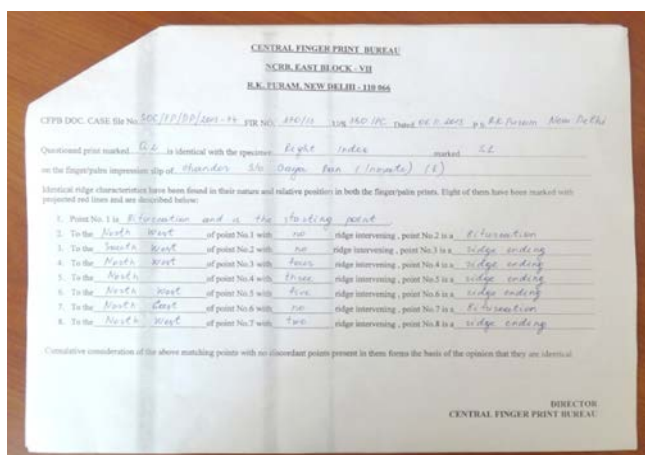 CENTRAL FINGER PRINT BUREAU
NCRB, EAST BLOCK - VII
R.K. PURAM, NEW DELHI - 110 066
CFPB DOC. CASE file No. FIR NO. U/S IPC Dated P.S R.K Puram New Delhi
Questioned print marked is identical with the specimen Right index marked
on the finger/palm impression slip of S/o (6)
Identical ridge characteristics have been found in their nature and relative position in both the finger/palm prints. Eight of them have been marked with
projected red lines and are described below:
1. Point No. 1 is Bifurcation and is the starting point
2. To the North West of point No.1 with no ridge intervening , point No.2 is a Bifurcation
3. To the South West of point No.2 with no ridge intervening , point No.3 is a ridge ending
4. To the North West of point No.3 with four ridge intervening , point No.4 is a ridge ending
5. To the North of point No.4 with three ridge intervening , point No.5 is a ridge ending
6. To the North West of point No.5 with five ridge intervening , point No.6 is a ridge ending
7. To the North East of point No.6 with no ridge intervening , point No.7 is a Bifurcation
8. To the North West of point No.7 with two ridge intervening , point No.8 is a ridge ending
Cumulative consideration of the above matching points with no discordant points present in them forms the basis of the opinion that they are identical
DIRECTOR
CENTRAL FINGER PRINT BUREAU